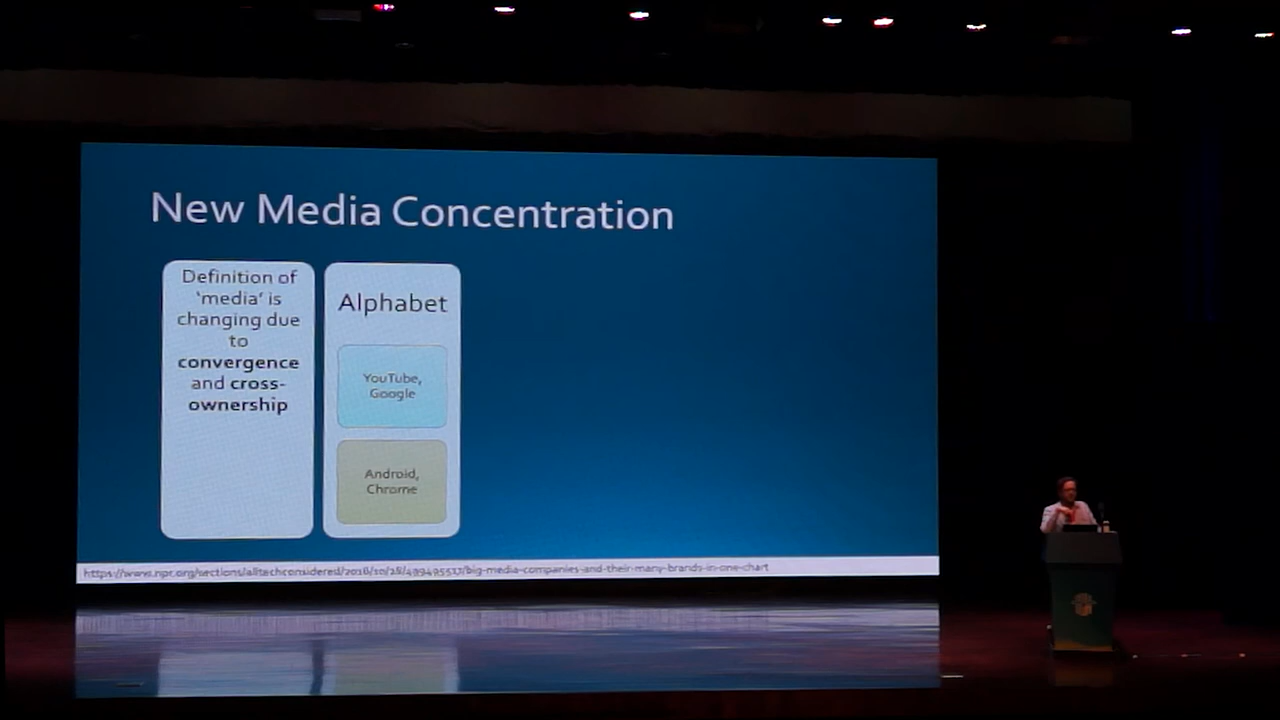 New Media Concentration
Definition of
'media' is
changing due
to
convergence
and cross-
ownership
Alphabet
YouTube,
Google
Android,
Chrome
https://www.npr.org/sections/alltechconsidered/2016/10/28/499495517/big-media-companies-and-their-many-brands-in-one-chart